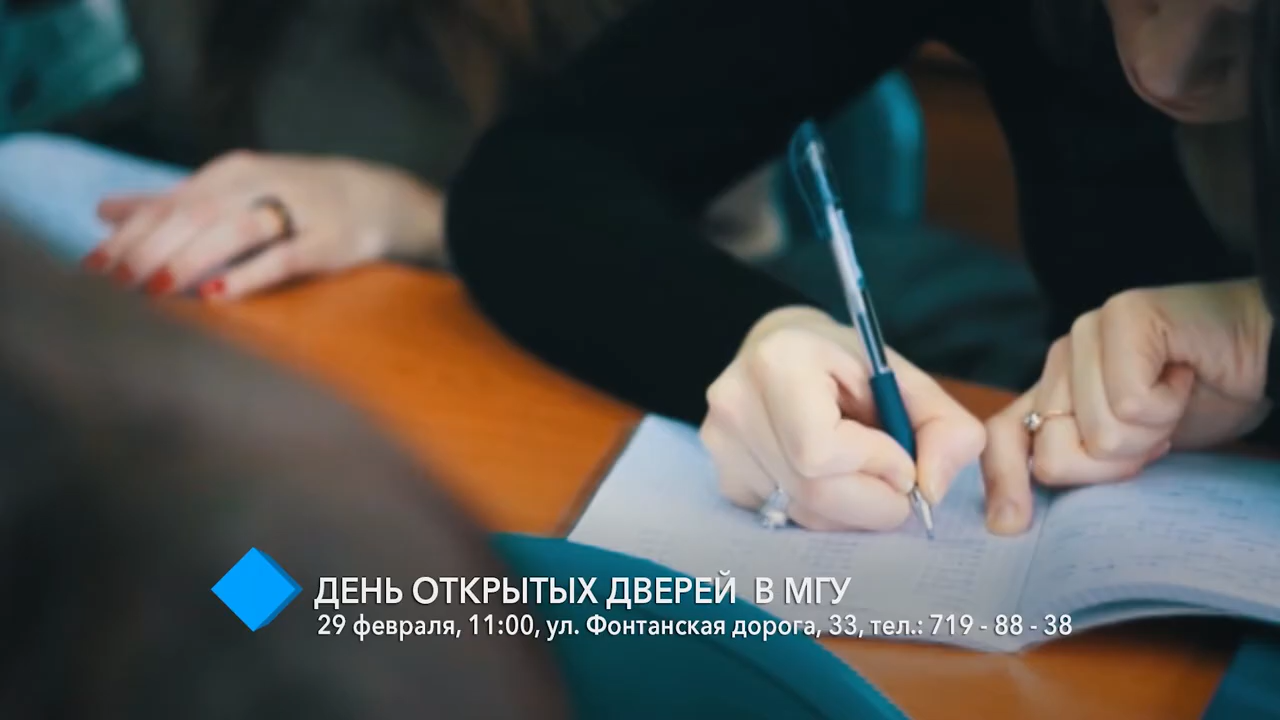 ДЕНЬ ОТКРЫТЫХ ДВЕРЕЙ В МГУ
29 февраля, 11:00, ул. Фонтанская дорога, 33, тел.: 719 - 88 - 38